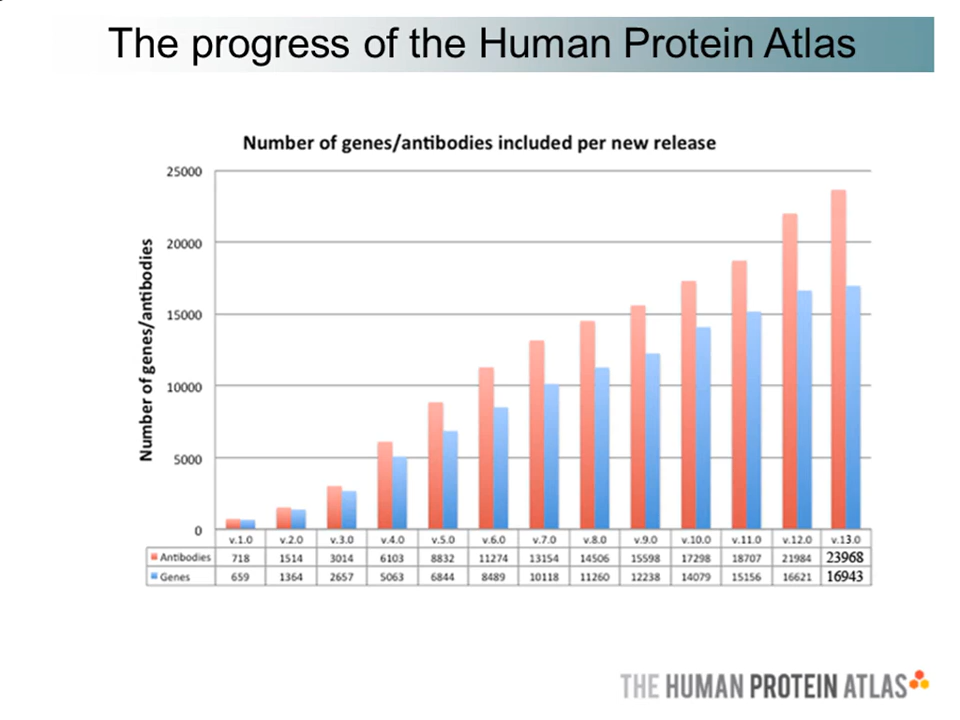 The progress of the Human Protein Atlas
Number of genes/antibodies included per new release
Number of genes/antibodies
25000
20000
15000
10000
5000
0
v.1.0 v.2.0 v.3.0 v.4.0 v.5.0 v.6.0 v.7.0 v.8.0 v.9.0 v.10.0 v.11.0 v.12.0 v.13.0
Antibodies 718 1514 3014 6103 8832 11274 13154 14506 15598 17298 18707 21984 23968
Genes 659 1364 2657 5063 6844 8489 10118 11260 12238 14079 15156 16621 16943
THE HUMAN PROTEIN ATLAS